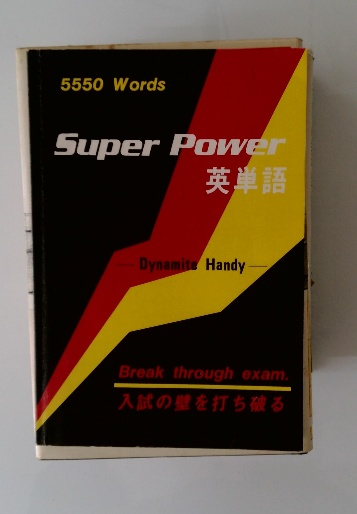 5550 Words
Super Power
英単語
Dynamite Handy
Break through exam.
入試の壁を打ち破る